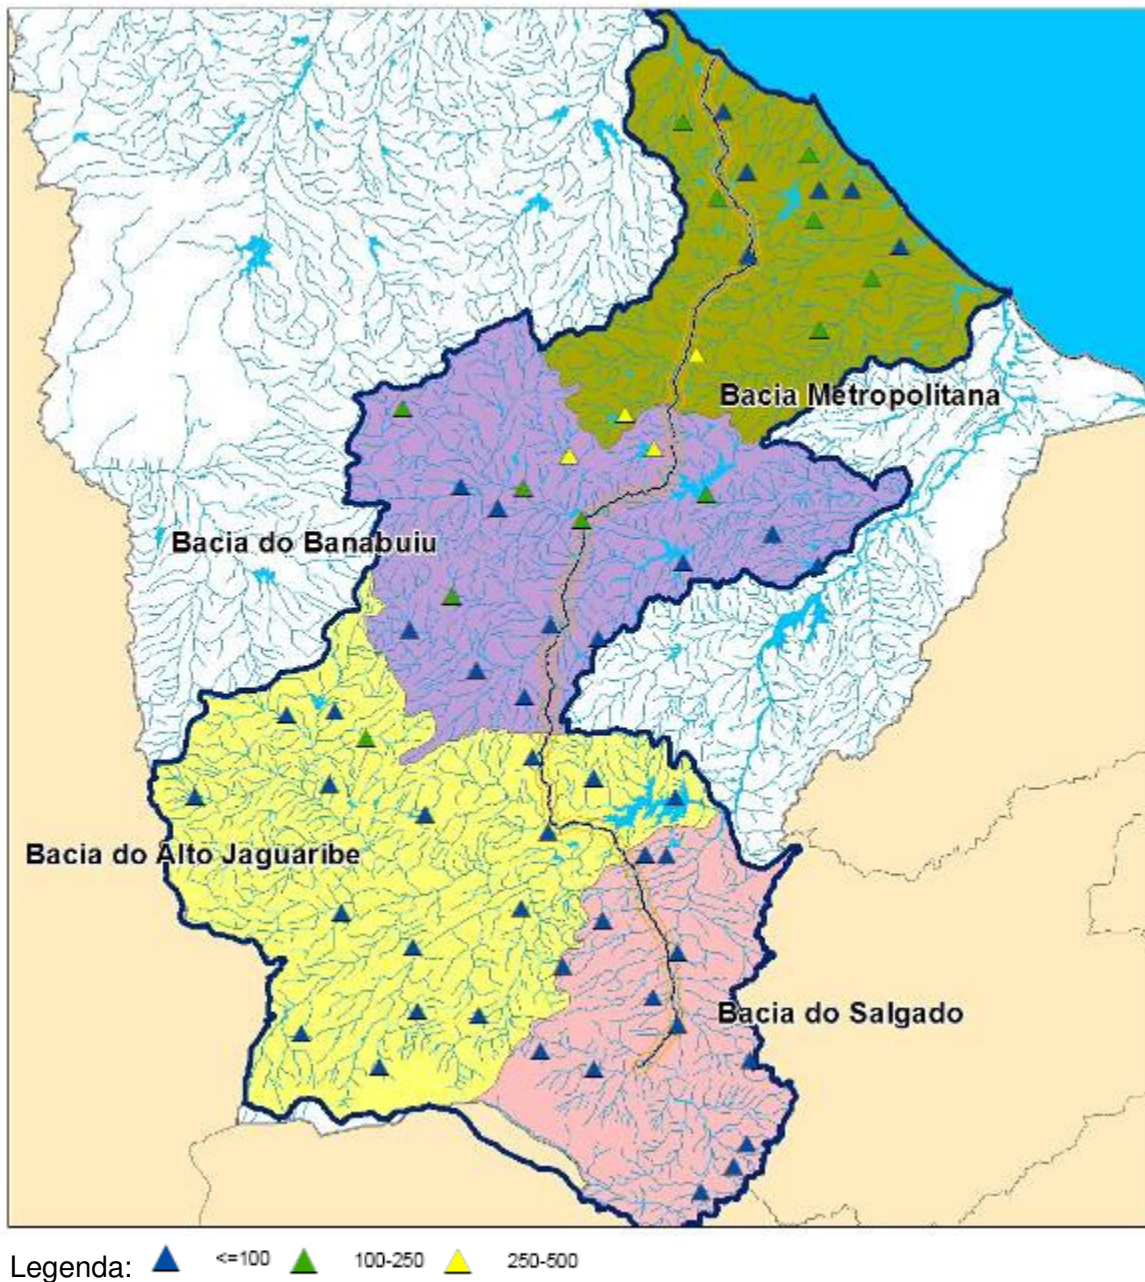 Bacia Metropolitana
Bacia do Banabuiu
Bacia do Alto Jaguaribe
Bacia do Salgado
Legenda: <=100 100-250 250-500